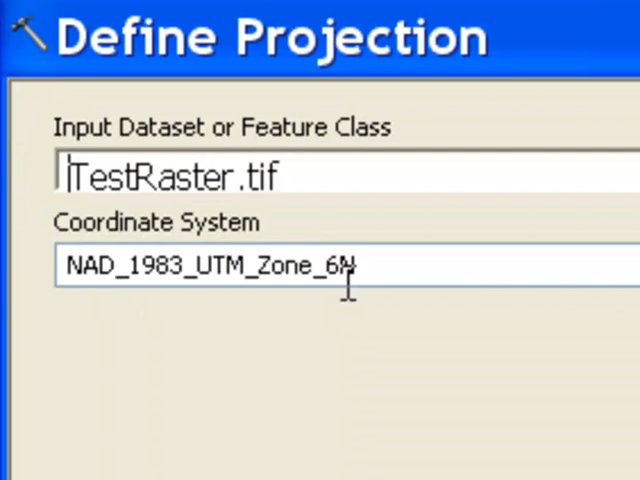 Define Projection
Input Dataset or Feature Class
TestRaster.tif
Coordinate System
NAD_1983_UTM_Zone_6N